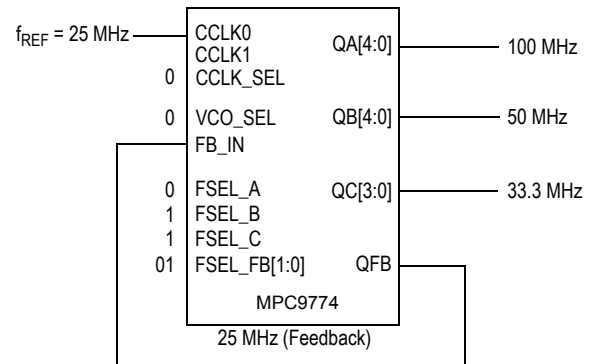 f_REF = 25 MHz CCLK0 QA[4:0] 100 MHz
CCLK1
0 CCLK_SEL
0 VCO_SEL QB[4:0] 50 MHz
FB_IN
0 FSEL_A QC[3:0] 33.3 MHz
1 FSEL_B
1 FSEL_C
01 FSEL_FB[1:0] QFB
MPC9774
25 MHz (Feedback)